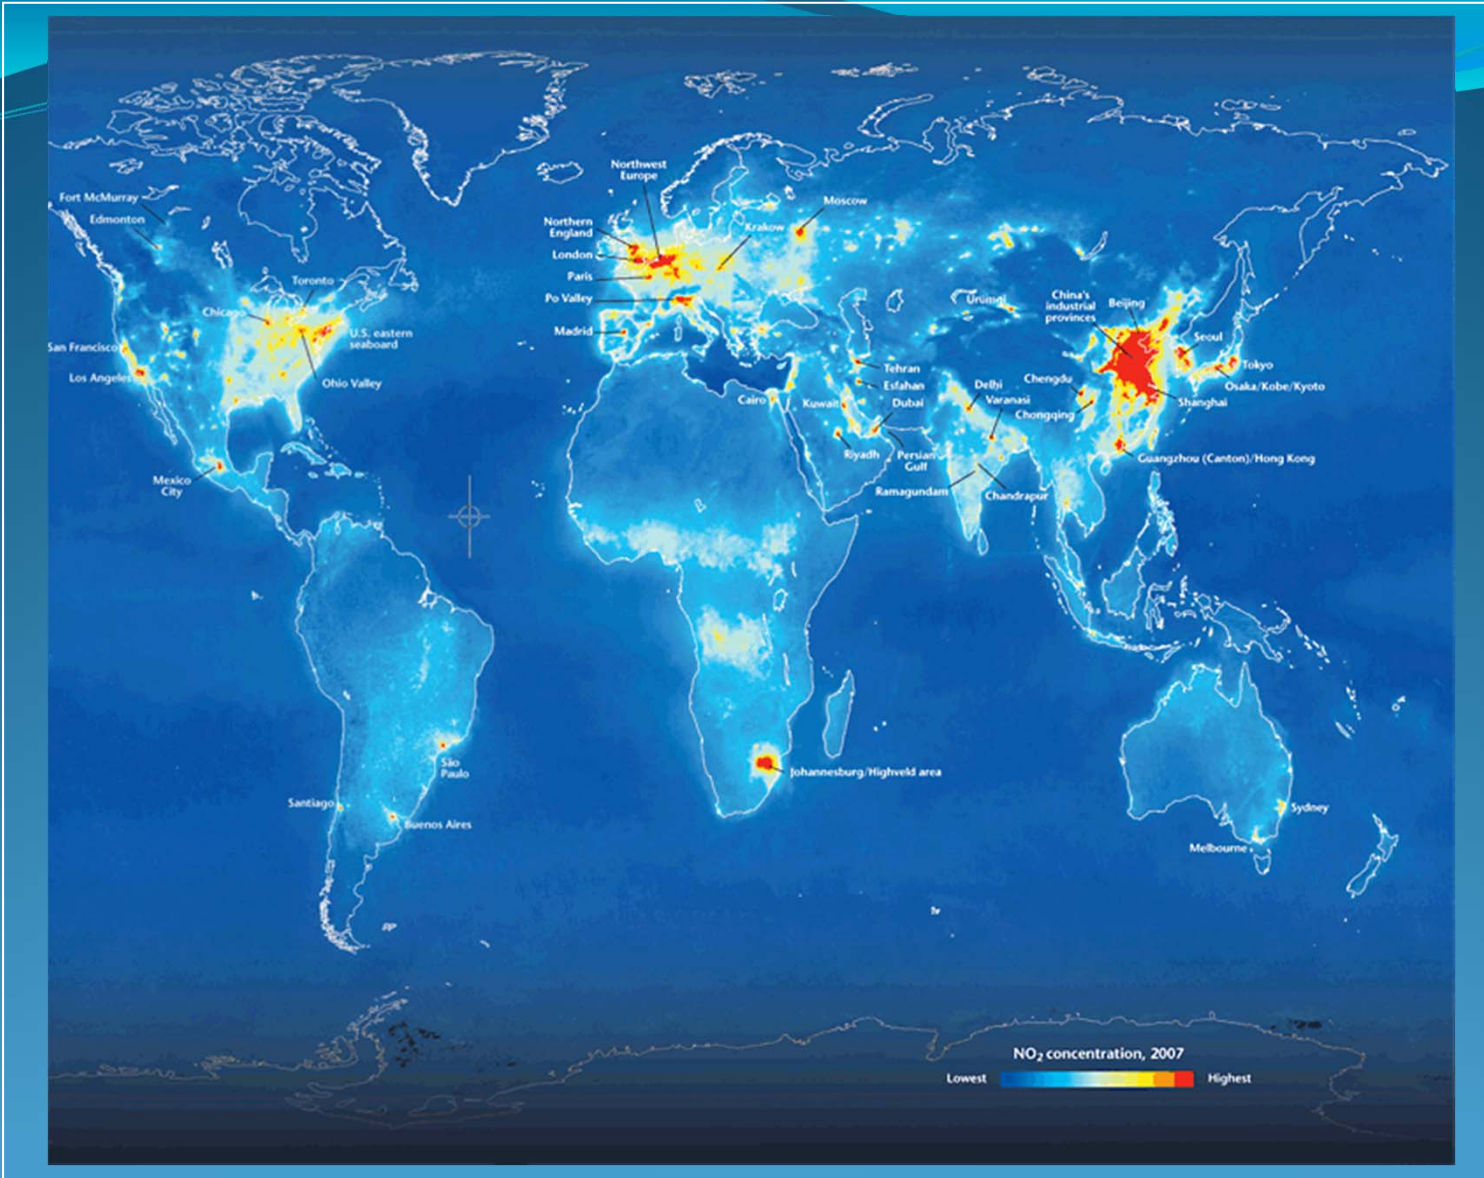 Northwest
Europe
Fort McMurray
Edmonton
Moscow
Northern
England
Krakow
London
Paris
Toronto
Po Valley
Chicago
Urumqi
China's
industrial
provinces
Beijing
U.S. eastern
seaboard
Madrid
Seoul
San Francisco
Los Angeles
Ohio Valley
Tehran
Tokyo
Esfahan
Delhi
Chengdu
Osaka/Kobe/Kyoto
Cairo
Kuwait
Dubai
Varanasi
Chongqing
Shanghai
Riyadh
Persian
Gulf
Guangzhou (Canton)/Hong Kong
Mexico
City
Ramagundam
Chandrapur
São
Paulo
Johannesburg/Highveld area
Santiago
Buenos Aires
Sydney
Melbourne
NO₂ concentration, 2007
Lowest
Highest